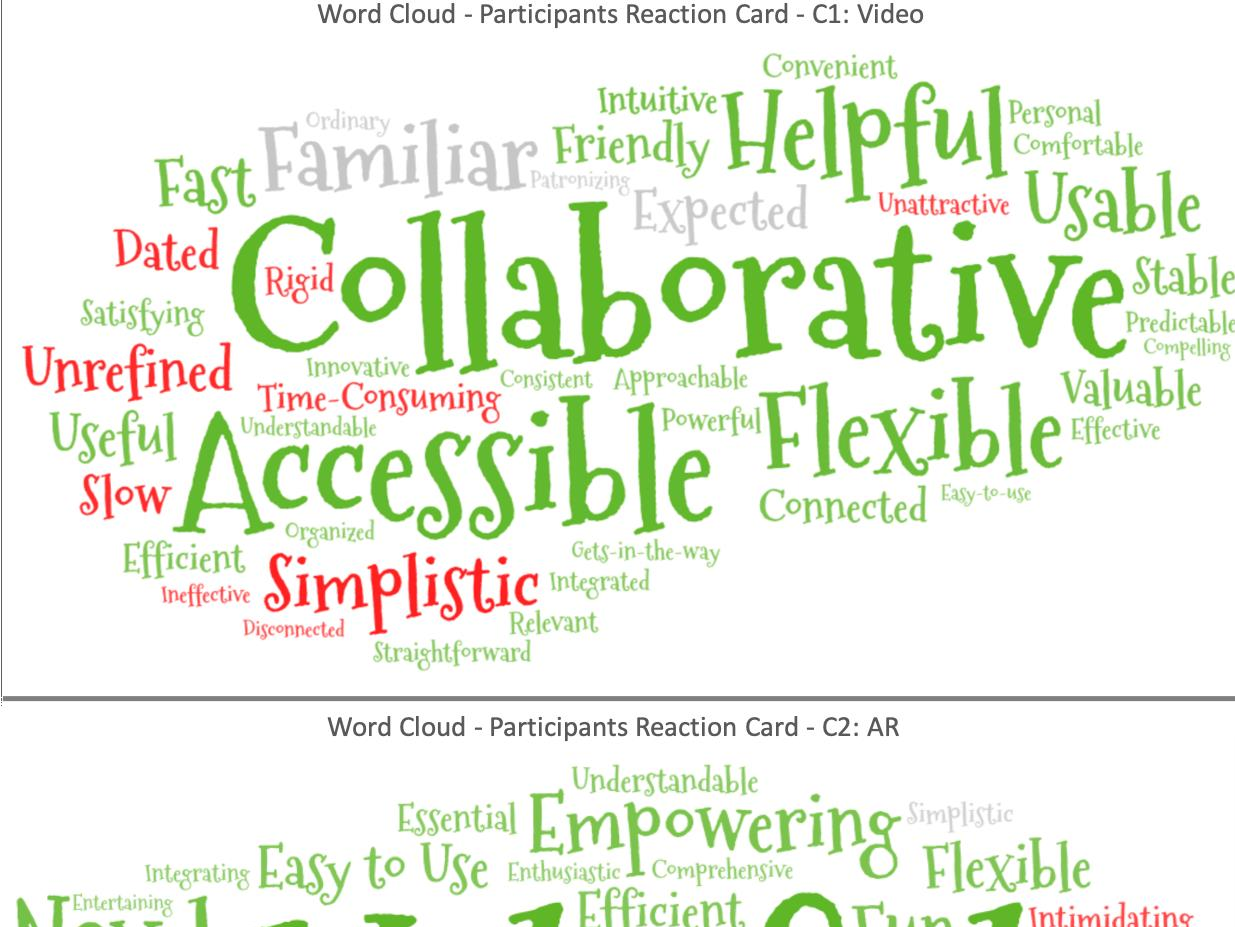 Word Cloud - Participants Reaction Card - C1: Video
Convenient
Intuitive
Helpful
Personal
Ordinary
Familiar
Friendly
Comfortable
Fast
Patronizing
Expected
Unattractive
Usable
Dated
Collaborative
Rigid
Stable
Satisfying
Predictable
Compelling
Unrefined
Innovative
Consistent
Approachable
Time-Consuming
Valuable
Useful
Understandable
Accessible
Powerful
Flexible
Effective
Slow
Connected
Easy-to-use
Organized
Efficient
Gets-in-the-way
Ineffective
Simplistic
Integrated
Disconnected
Relevant
Straightforward
Word Cloud - Participants Reaction Card - C2: AR
Understandable
Essential
Empowering
Simplistic
Integrating
Easy to Use
Enthusiastic
Comprehensive
Flexible
Entertaining
Efficient
Fun
Intimidating